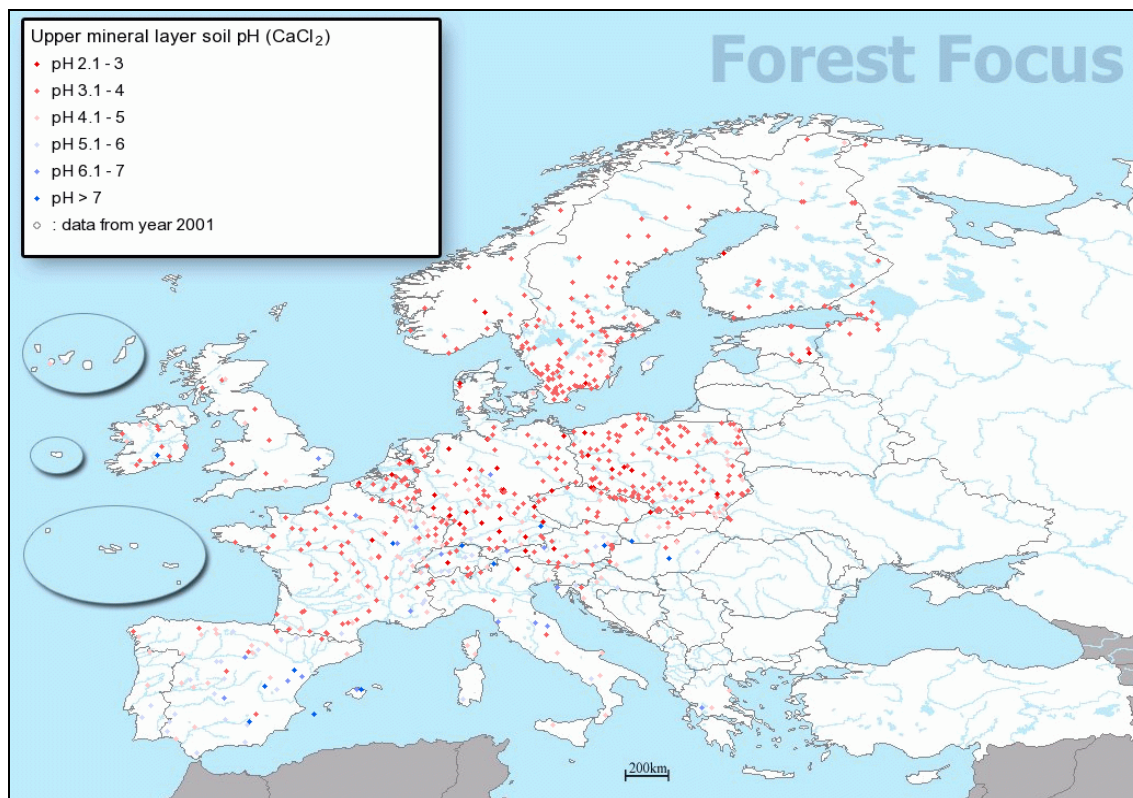 Upper mineral layer soil pH (CaCl₂)
pH 2.1 - 3
pH 3.1 - 4
pH 4.1 - 5
pH 5.1 - 6
pH 6.1 - 7
pH > 7
: data from year 2001
Forest Focus
200km